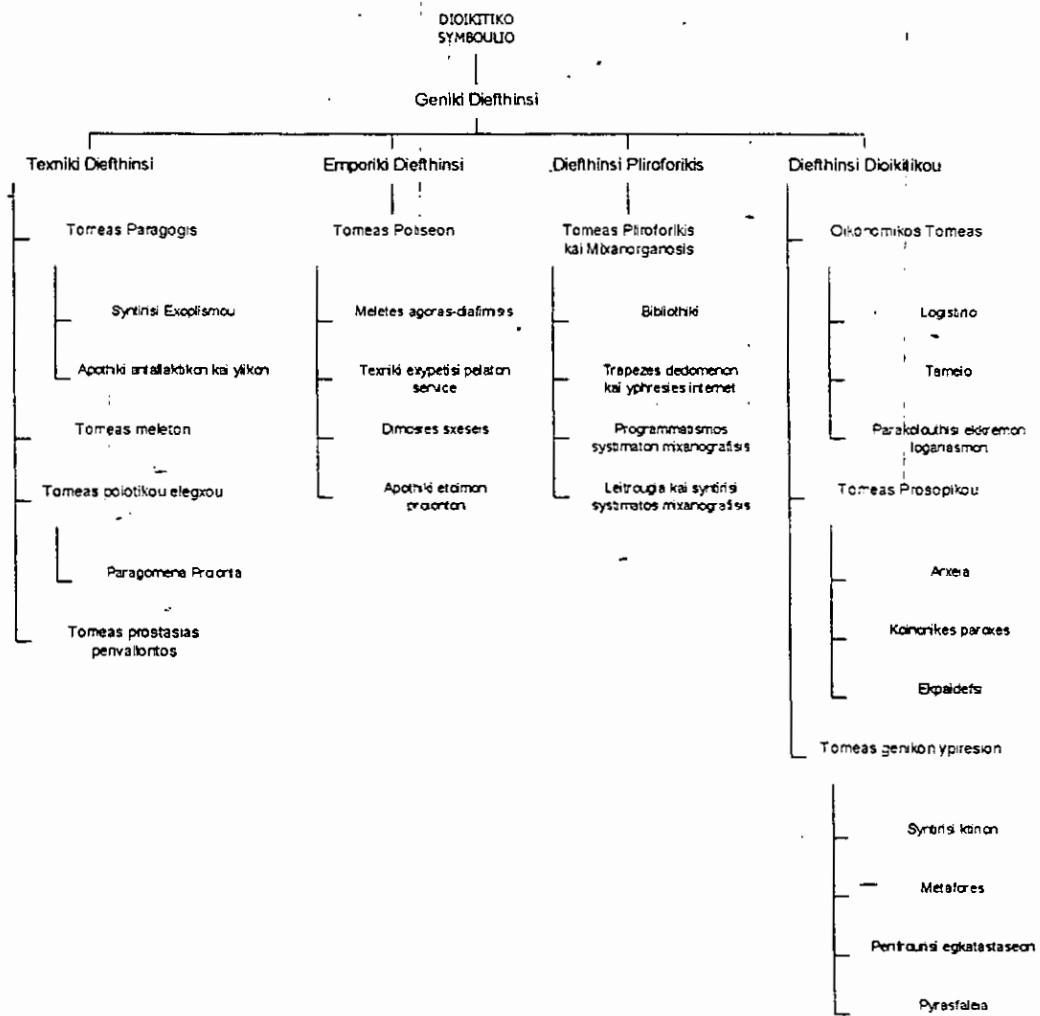 DIOIKITIKO
SYMBOULIO
Geniki Diefthinsi
Texniki Diefthinsi
Emporiki Diefthinsi
Diefthinsi Pliroforikis
Diefthinsi Dioikitikou
Tomeas Paragogis
Tomeas Poliseon
Tomeas Pliroforikis
kai Mixanorganosis
Oikonomikos Tomeas
Syntirisi Exoplismou
Meletes agoras-diafimisis
Bibliothiki
Logistirio
Apothiki antallaktikon kai ylikon
Texniki exypetisi pelaton
service
Trapezes dedomenon
kai yphresies internet
Tameio
Tomeas meleton
Dimosies sxeseis
Programmatismos
systimaton mixanografisis
Parakolouthisi ekkremon
logariasmon
Tomeas poiotikou elegxou
Apothiki etoimon
proionton
Leitrougia kai syntirisi
systimatos mixanografisis
Tomeas Prosopikou
Paragomena Proionta
Arxeia
Tomeas prostasias
perivallontos
Koinonikes paroxes
Ekpaidefsi
Tomeas genikon ypiresion
Syntirisi ktirion
Metafores
Perifrourisi egkatastaseon
Pyrasfaleia